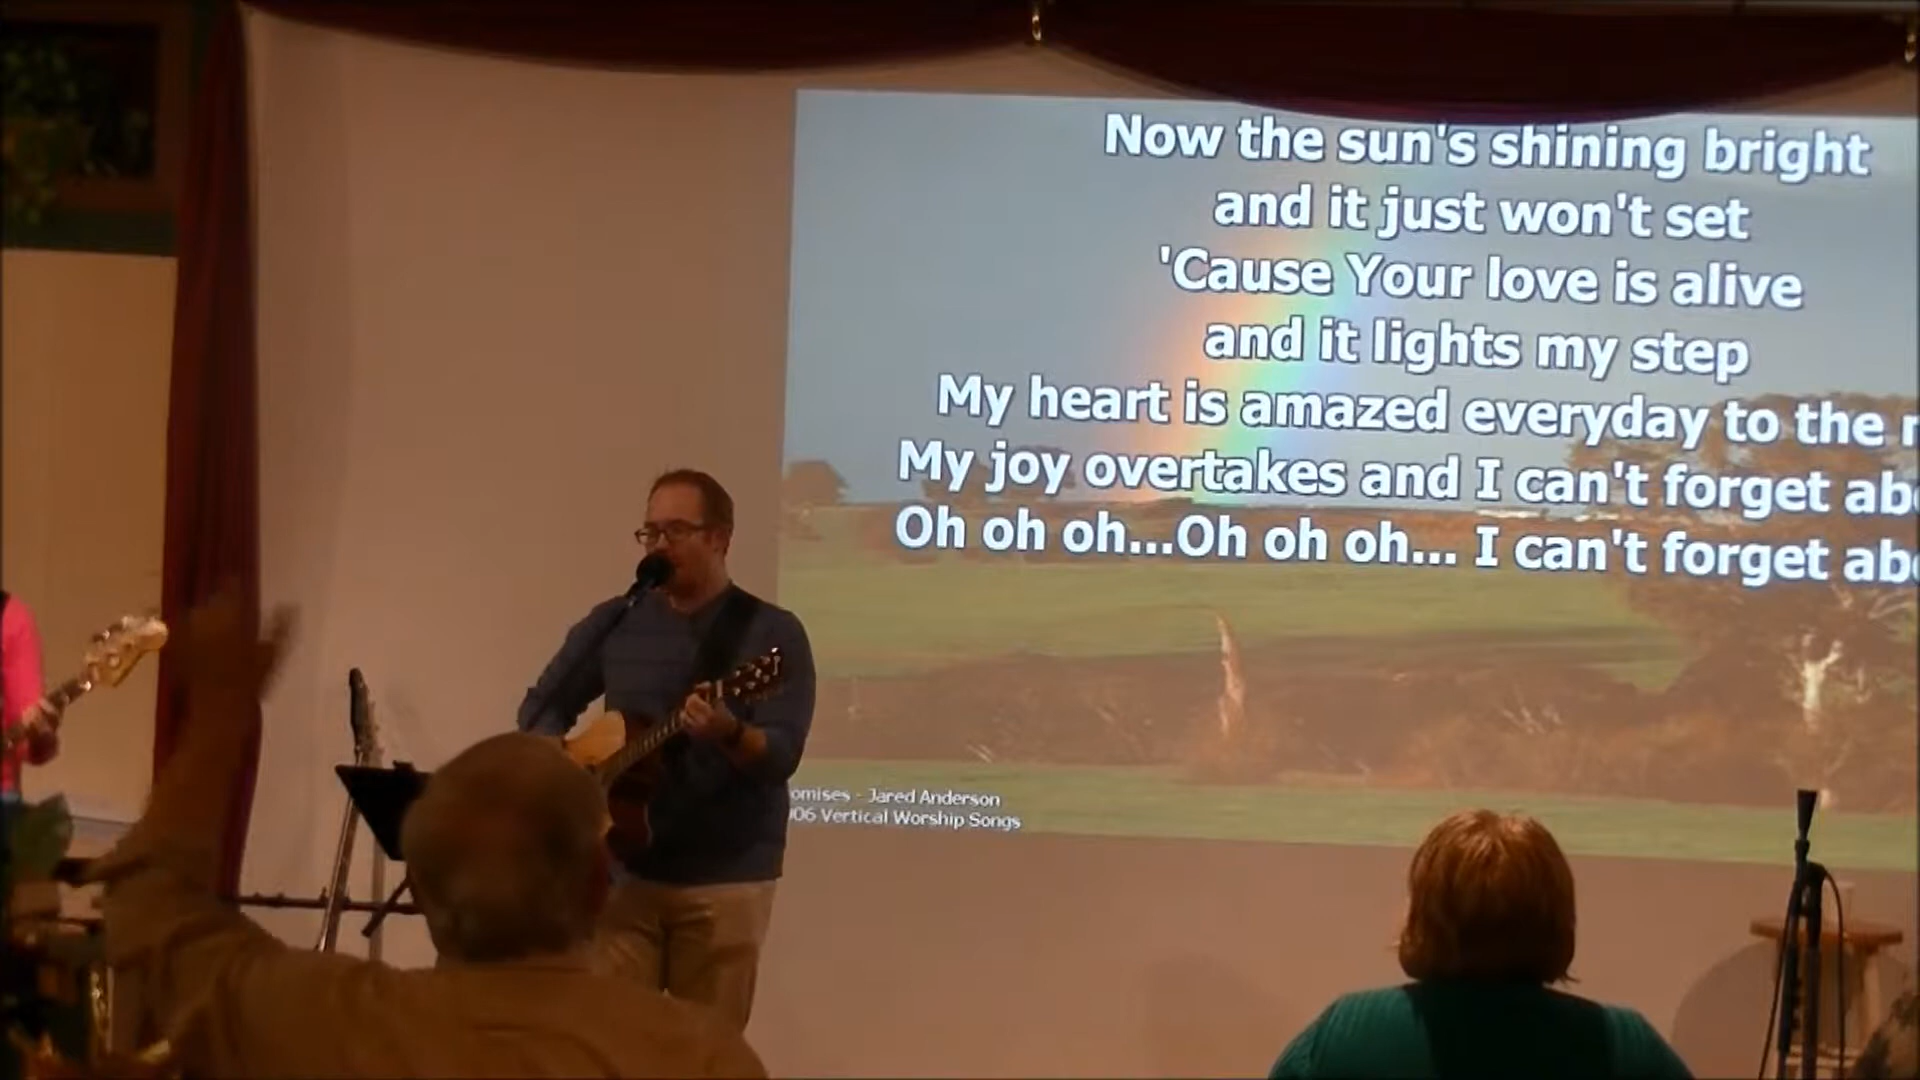 Now the sun's shining bright
and it just won't set
'Cause Your love is alive
and it lights my step
My heart is amazed everyday to the
My joy overtakes and I can't forget
Oh oh oh...Oh oh oh... I can't forget
- Jared Anderson
Vertical Worship Songs